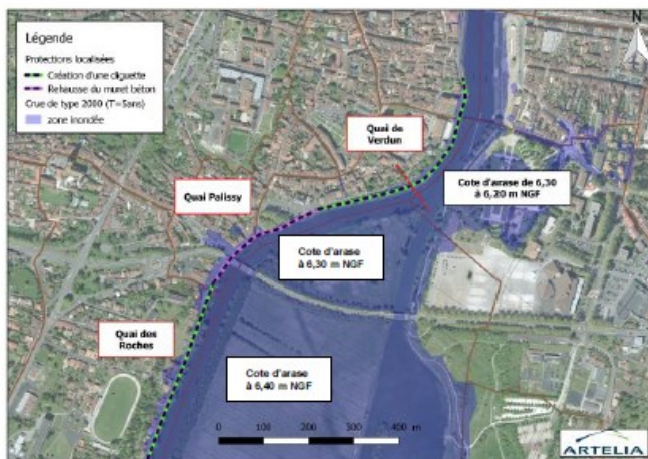 Légende
Protections localisées
Création d'une diguette
Rehausse du muret béton
Crue de type 2000 (T=5ans)
zone inondée
N
Quai de
Verdun
Quai Palissy
Cote d'arase de 6,30
à 6,20 m NGF
Cote d'arase
à 6,30 m NGF
Quai des
Roches
Cote d'arase
à 6,40 m NGF
0 100 200 300 400 m
ARTELIA